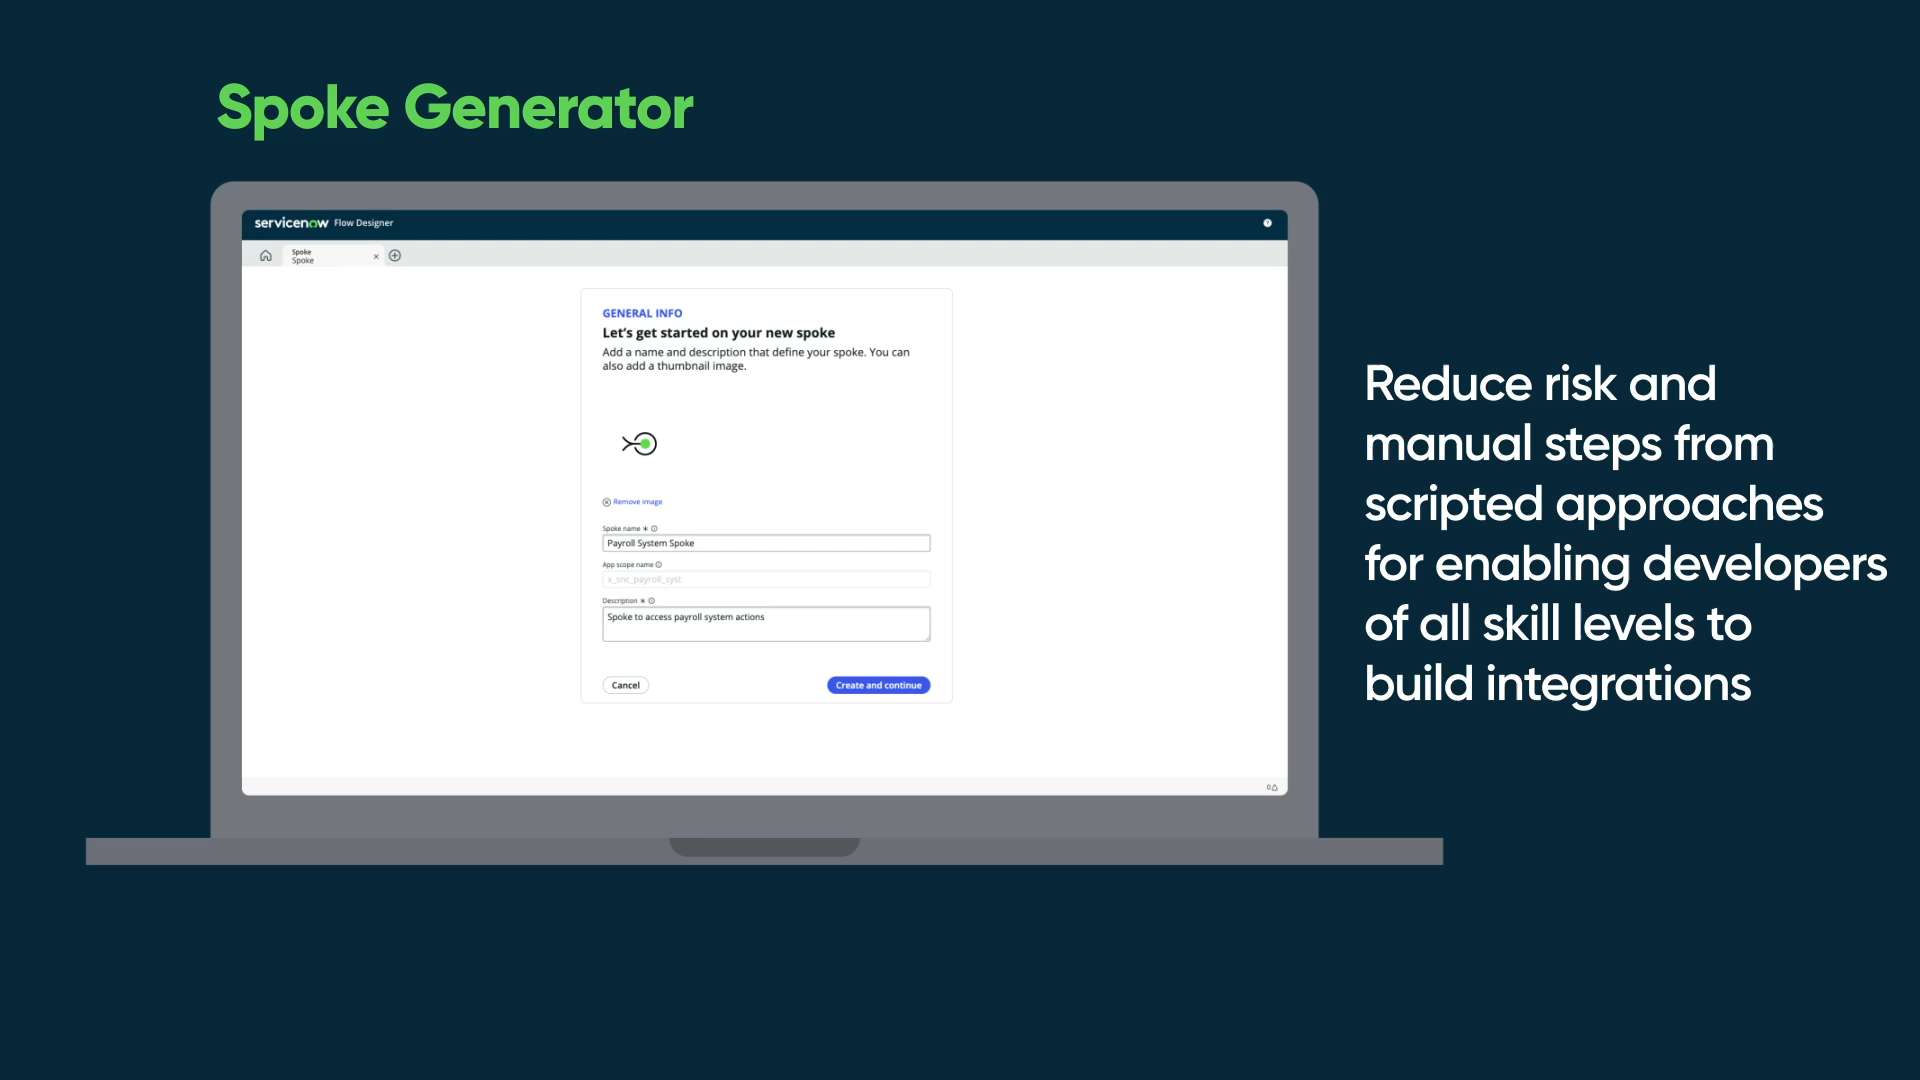 Spoke Generator
servicenow Flow Designer
Spoke
Spoke
GENERAL INFO
Let's get started on your new spoke
Add a name and description that define your spoke. You can
also add a thumbnail image.
Remove image
Spoke name *
Payroll System Spoke
App scope name
x_snc_payroll_syst
Description *
Spoke to access payroll system actions
Cancel
Create and continue
0
Reduce risk and
manual steps from
scripted approaches
for enabling developers
of all skill levels to
build integrations